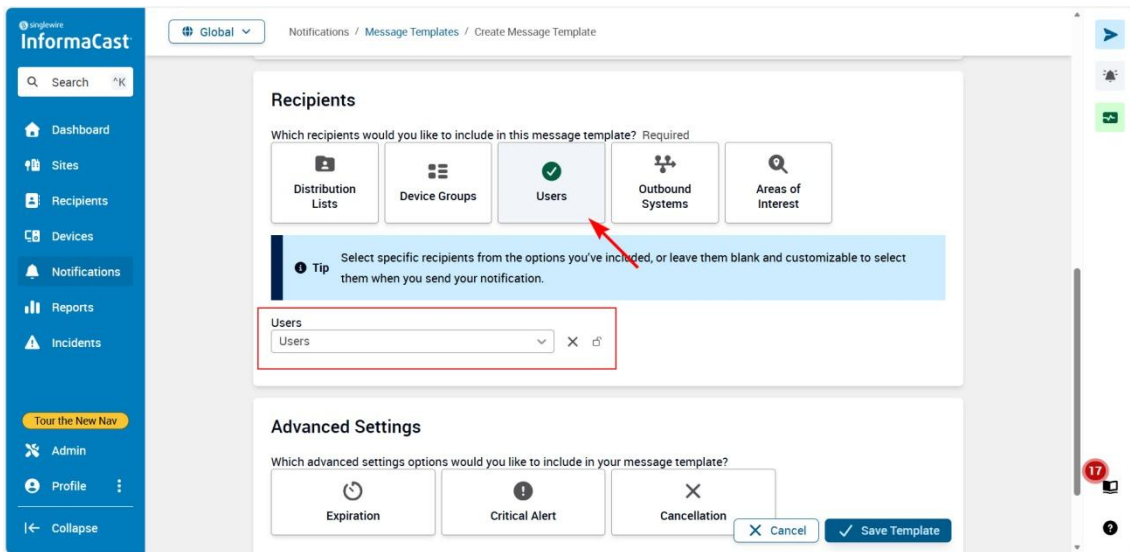 singlewire
InformaCast
Search ^K
Dashboard
Sites
Recipients
Devices
Notifications
Reports
Incidents
Tour the New Nav
Admin
Profile
Collapse
Global
Notifications / Message Templates / Create Message Template
Recipients
Which recipients would you like to include in this message template? Required
Distribution
Lists
Device Groups
Users
Outbound
Systems
Areas of
Interest
Tip
Select specific recipients from the options you've included, or leave them blank and customizable to select
them when you send your notification.
Users
Users
Advanced Settings
Which advanced settings options would you like to include in your message template?
Expiration
Critical Alert
Cancellation
Cancel
Save Template
17